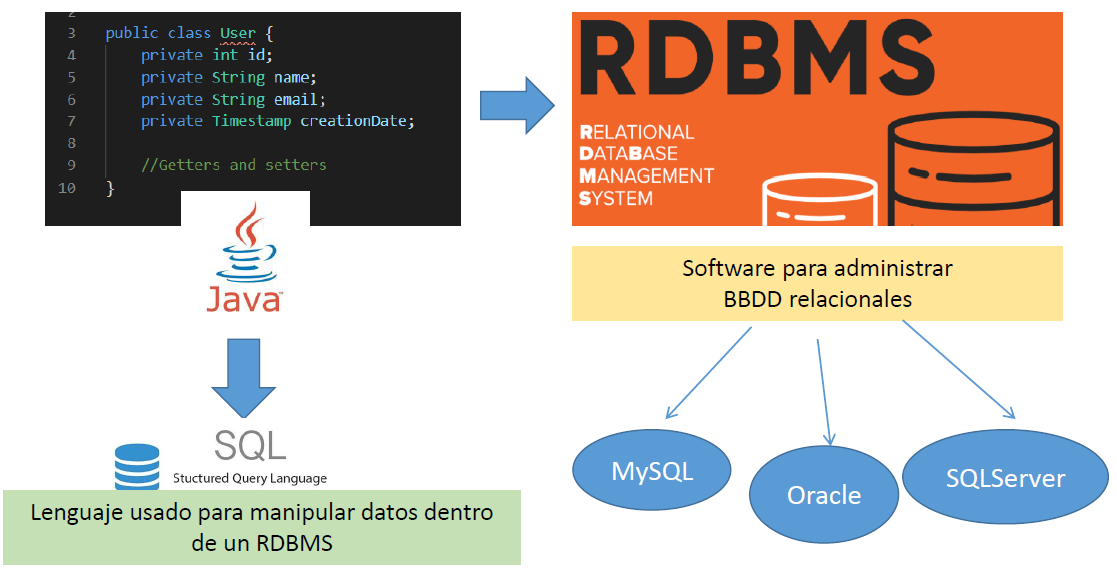 2
3 public class User {
4 private int id;
5 private String name;
6 private String email;
7 private Timestamp creationDate;
8
9 //Getters and setters
10 }
Java™
SQL
Stuctured Query Language
Lenguaje usado para manipular datos dentro
de un RDBMS
RDBMS
RELATIONAL
DATABASE
MANAGEMENT
SYSTEM
Software para administrar
BBDD relacionales
MySQL
Oracle
SQLServer